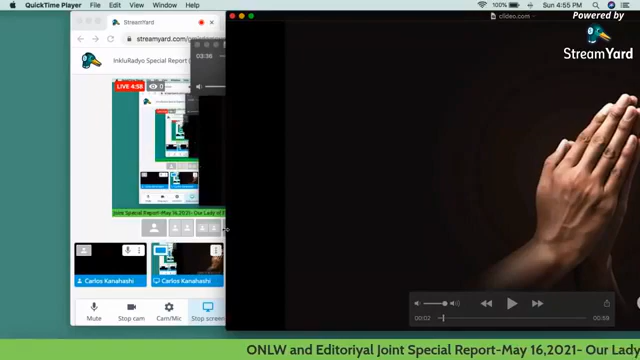 QuickTime Player File Edit View Window Help
100% Sun 4:55 PM
StreamYard
clideo.com
Powered by
StreamYard
streamyard.com
InkluRadyo Special Report (
03:36
LIVE 4:58
0
Joint Special Report-May 16,2021- Our Lady of F
Carlos Kanahashi
Carlos Kanahashi
Mute Stop cam Cam/Mic Stop screen
00:02 00:59
ONLW and Editoriyal Joint Special Report-May 16,2021- Our Lady